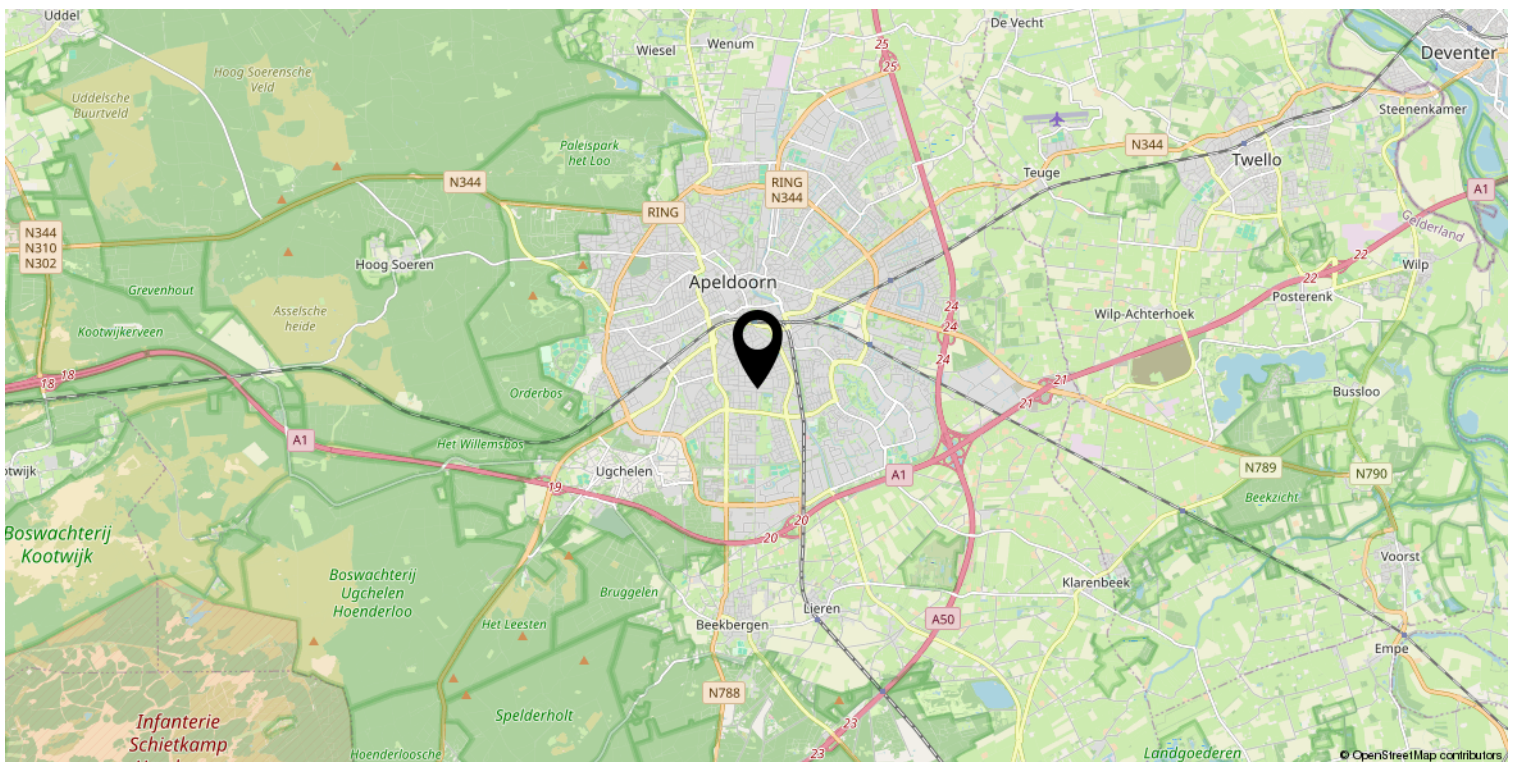 Uddel
Wiesel
Wenum
25
25
De Vecht
Deventer
Hoog Soerensche
Veld
Uddelsche
Buurtveld
Steenenkamer
Paleispark
het Loo
N344
Twello
Teuge
N344
RING
N344
A1
RING
Gelderland
N344
N310
N302
Hoog Soeren
22
22
Wilp
Apeldoorn
Grevenhout
Posterenk
Asselsche
heide
24
24
Wilp-Achterhoek
Kootwijkerveen
24
18
18
21
21
Orderbos
Bussloo
A1
Het Willemsbos
otwijk
Ugchelen
A1
N789
N790
19
Beekzicht
20
20
Boswachterij
Kootwijk
Voorst
Boswachterij
Ugchelen
Hoenderloo
Klarenbeek
Bruggelen
Lieren
Het Leesten
Beekbergen
A50
Empe
N788
Spelderholt
Infanterie
Schietkamp
23
23
Hoenderloosche
Landgoederen
© OpenStreetMap contributors